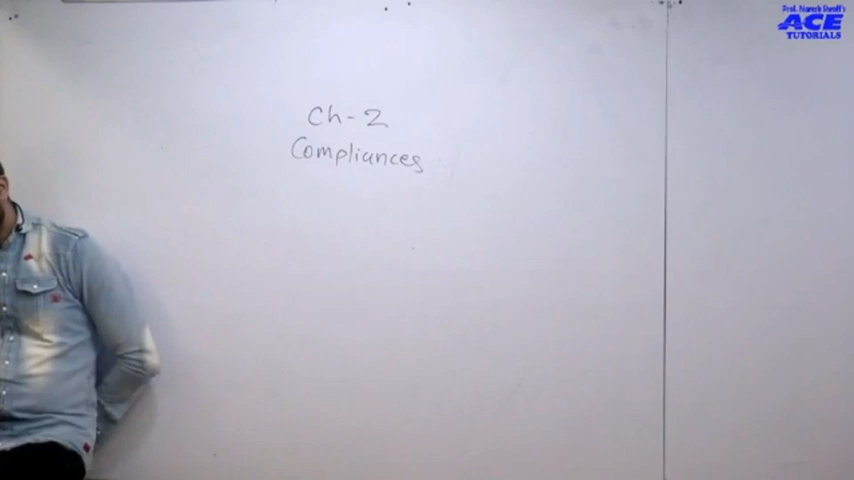 Prof. Naresh Shroff's
ACE
TUTORIALS
Ch-2
Compliances